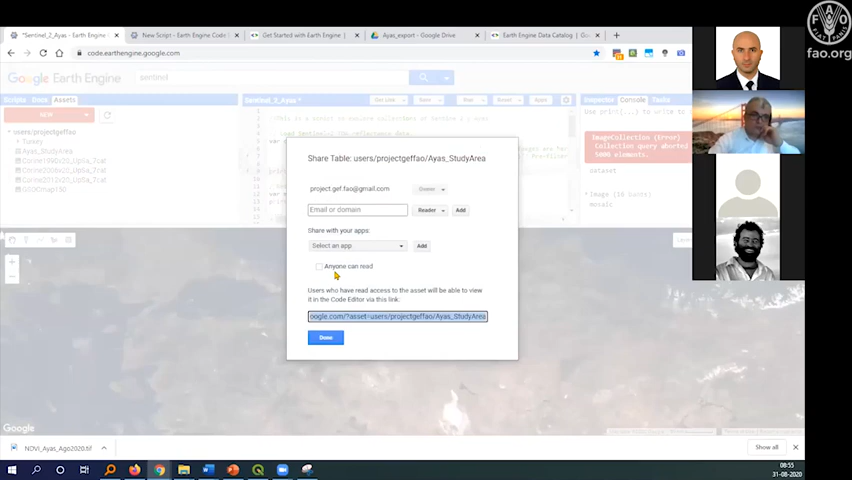 *Sentinel_2_Ayas - Earth Engine
New Script - Earth Engine Code
Get Started with Earth Engine
Ayas_export - Google Drive
Earth Engine Data Catalog | G
code.earthengine.google.com
FAO
FIAT PANIS
fao.org
Google Earth Engine
sentinel
Scripts
Docs
Assets
Sentinel_2_Ayas *
Get Link
Save
Run
Reset
Apps
Inspector
Console
Tasks
NEW
users/projectgeffao
Turkey
Ayas_StudyArea
GSOCmap150
ImageCollection (Error)
Collection query aborted
5000 elements.
dataset
mosaic
Share Table: users/projectgeffao/Ayas_StudyArea
project.gef.fao@gmail.com
Owner
Email or domain
Reader
Add
Share with your apps:
Select an app
Add
Anyone can read
Users who have read access to the asset will be able to view
it in the Code Editor via this link:
oogle.com/?asset=users/projectgeffao/Ayas_StudyArea
Done
Google
NDVI_Ayas_Ago2020.tif
Show all
08:55
31-08-2020